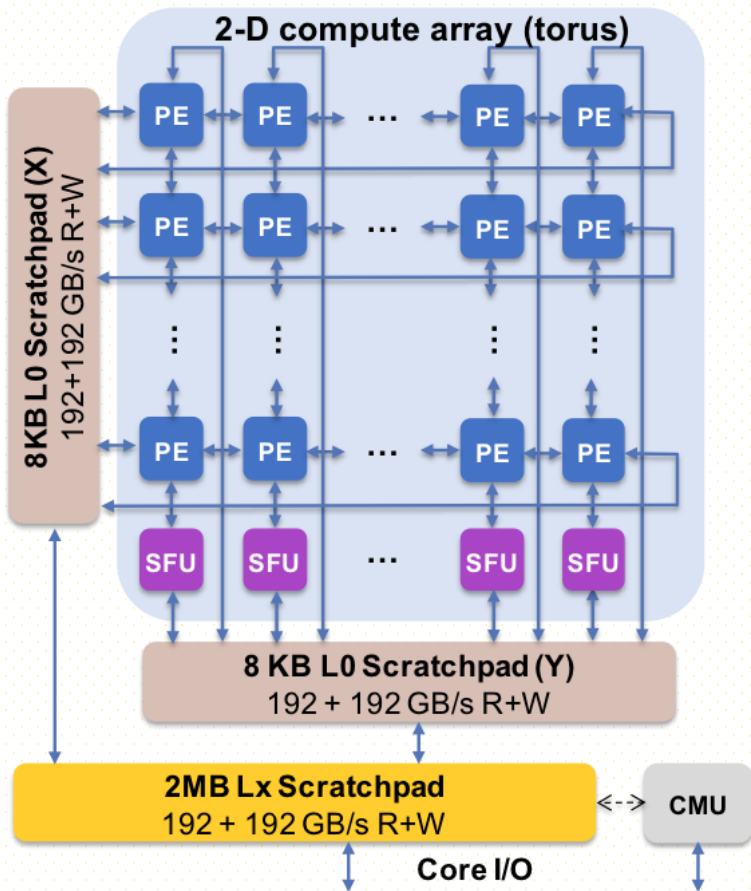 2-D compute array (torus)
PE PE ... PE PE
8KB L0 Scratchpad (X)
192+192 GB/s R+W
PE PE ... PE PE
⋮ ⋮ ⋮ ⋮
PE PE ... PE PE
SFU SFU ... SFU SFU
8 KB L0 Scratchpad (Y)
192 + 192 GB/s R+W
2MB Lx Scratchpad
192 + 192 GB/s R+W
CMU
Core I/O